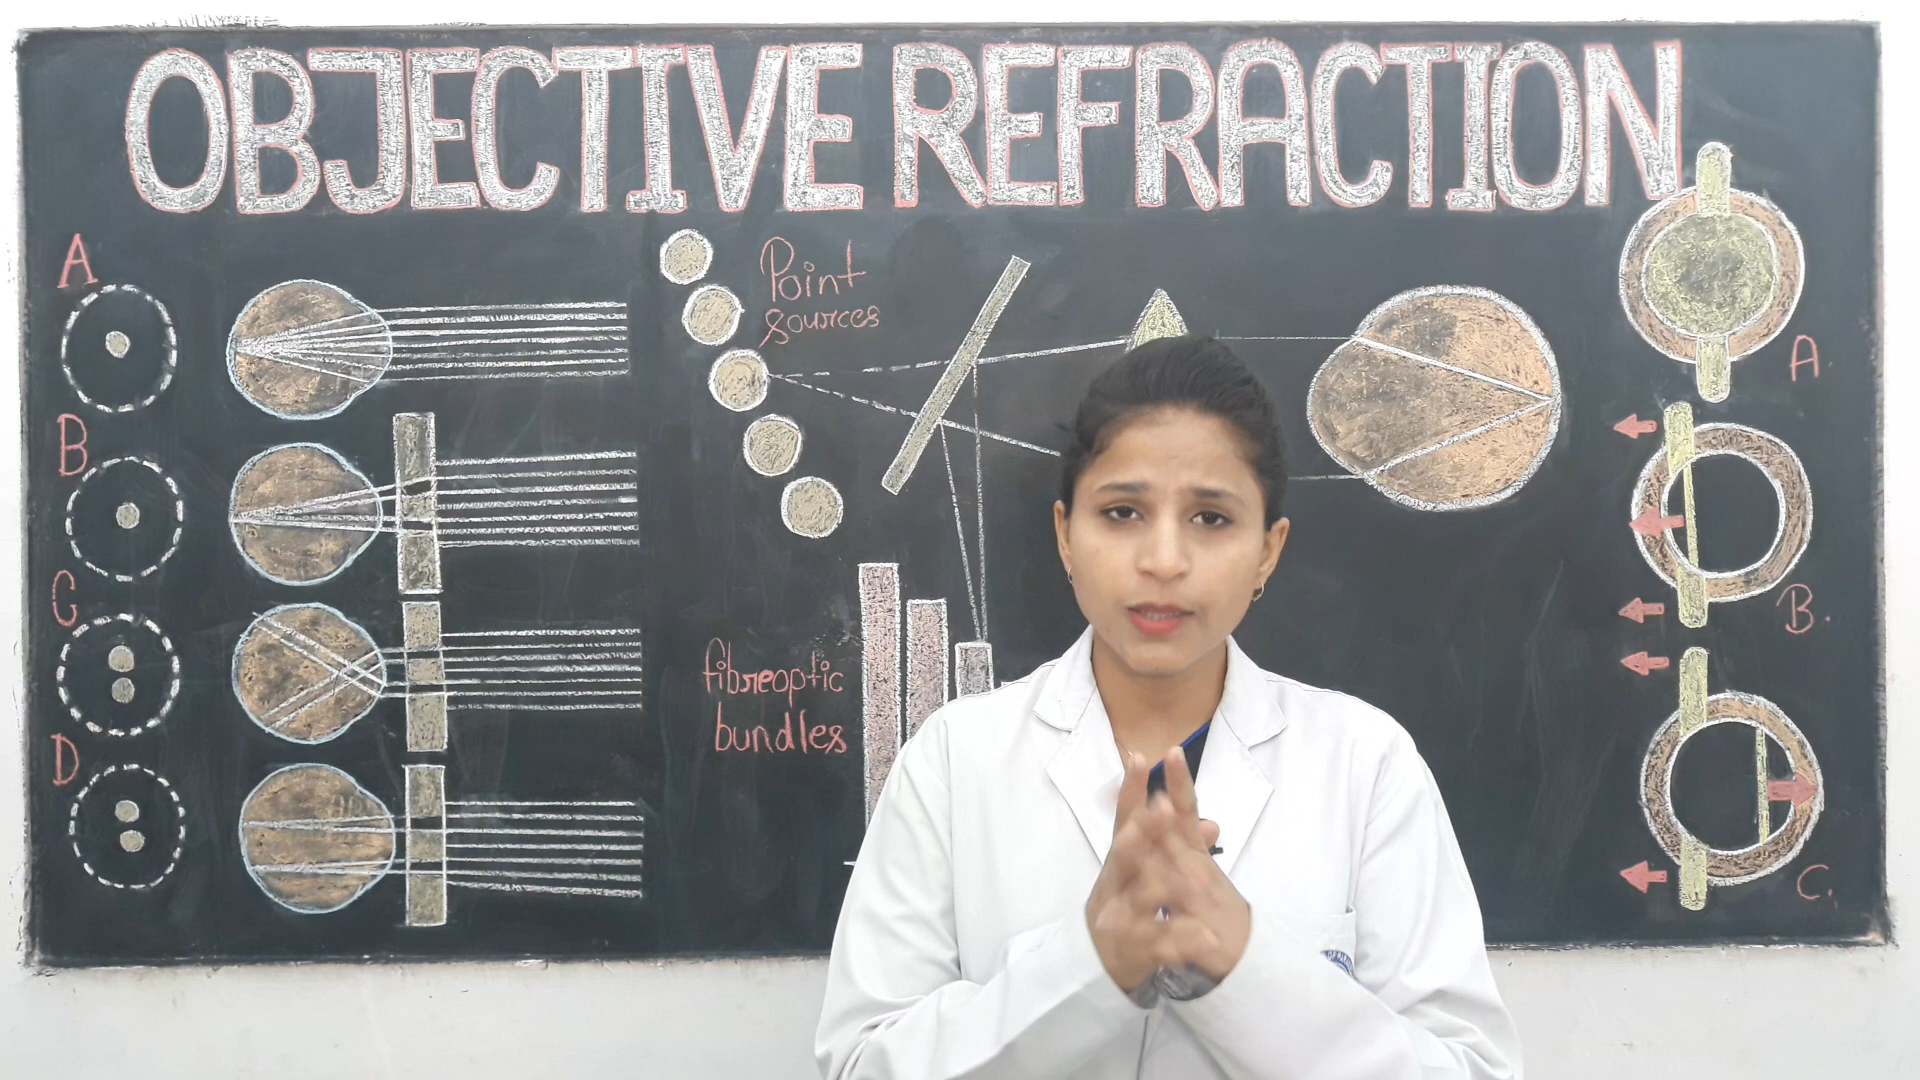 OBJECTIVE REFRACTION
A
B
C
D
Point
sources
fibreoptic
bundles
A.
B.
C.